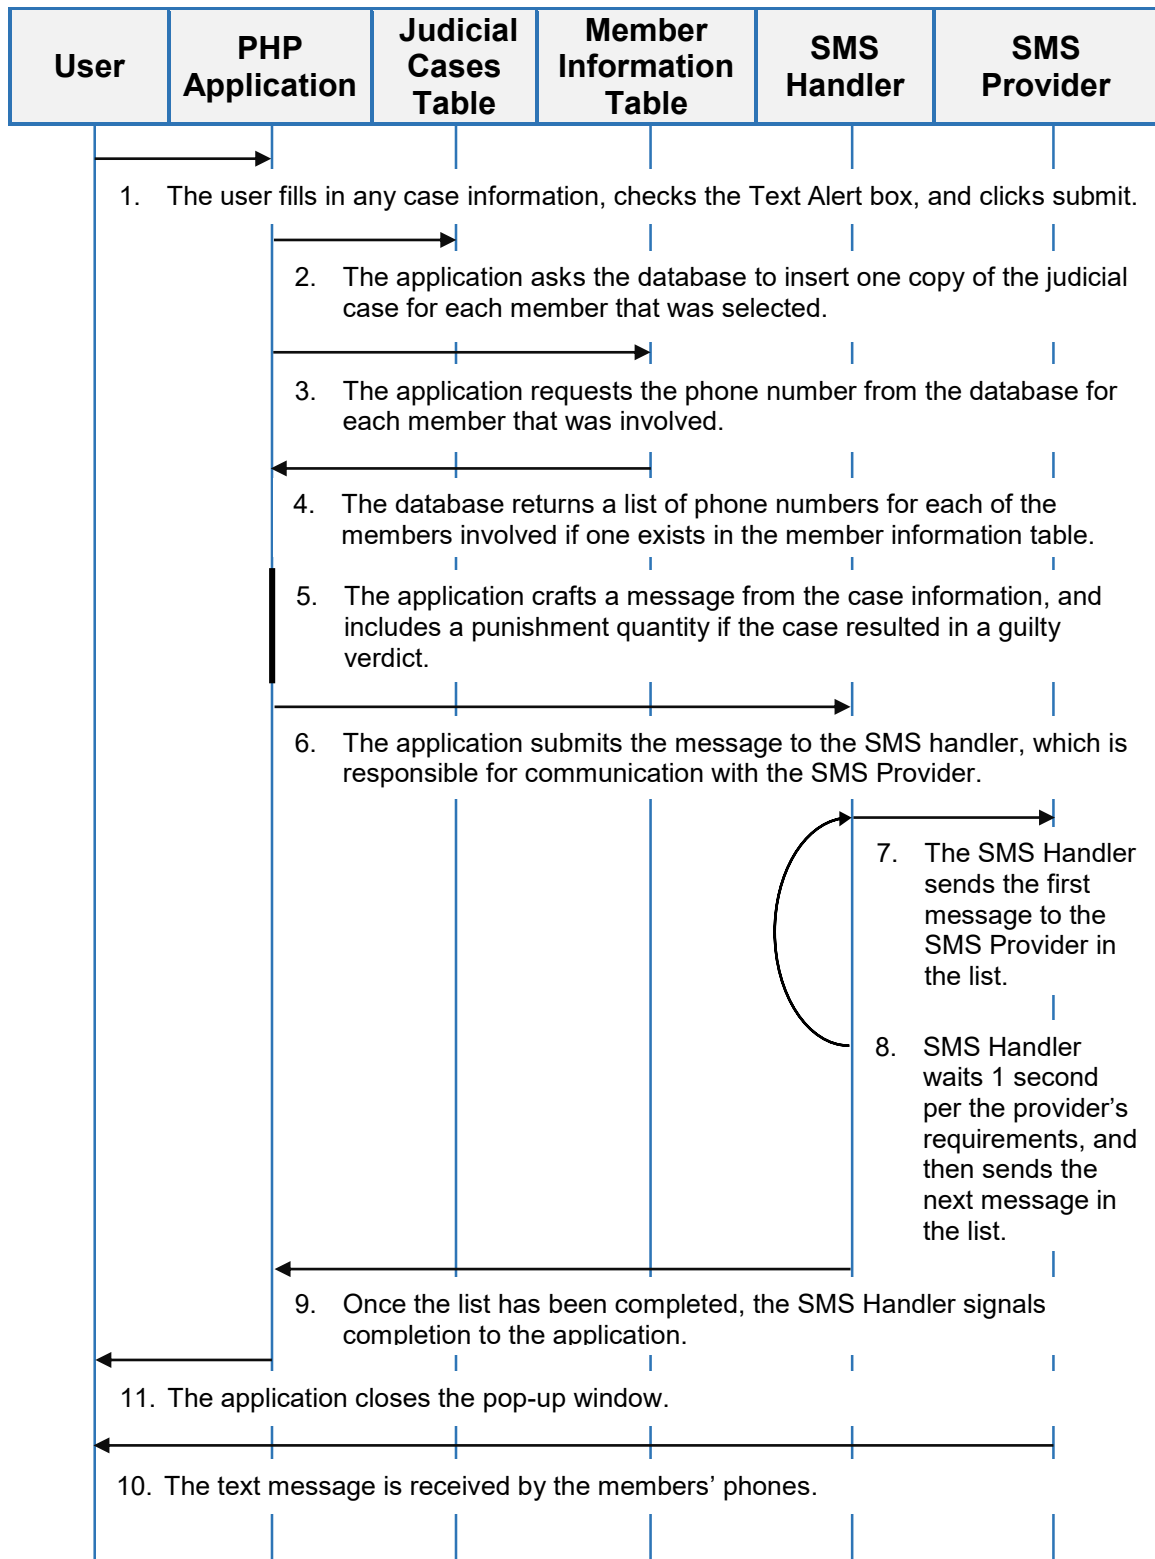 User
PHP
Application
Judicial
Cases
Table
Member
Information
Table
SMS
Handler
SMS
Provider
1. The user fills in any case information, checks the Text Alert box, and clicks submit.
2. The application asks the database to insert one copy of the judicial
case for each member that was selected.
3. The application requests the phone number from the database for
each member that was involved.
4. The database returns a list of phone numbers for each of the
members involved if one exists in the member information table.
5. The application crafts a message from the case information, and
includes a punishment quantity if the case resulted in a guilty
verdict.
6. The application submits the message to the SMS handler, which is
responsible for communication with the SMS Provider.
7. The SMS Handler
sends the first
message to the
SMS Provider in
the list.
8. SMS Handler
waits 1 second
per the provider’s
requirements, and
then sends the
next message in
the list.
9. Once the list has been completed, the SMS Handler signals
completion to the application.
11. The application closes the pop-up window.
10. The text message is received by the members’ phones.